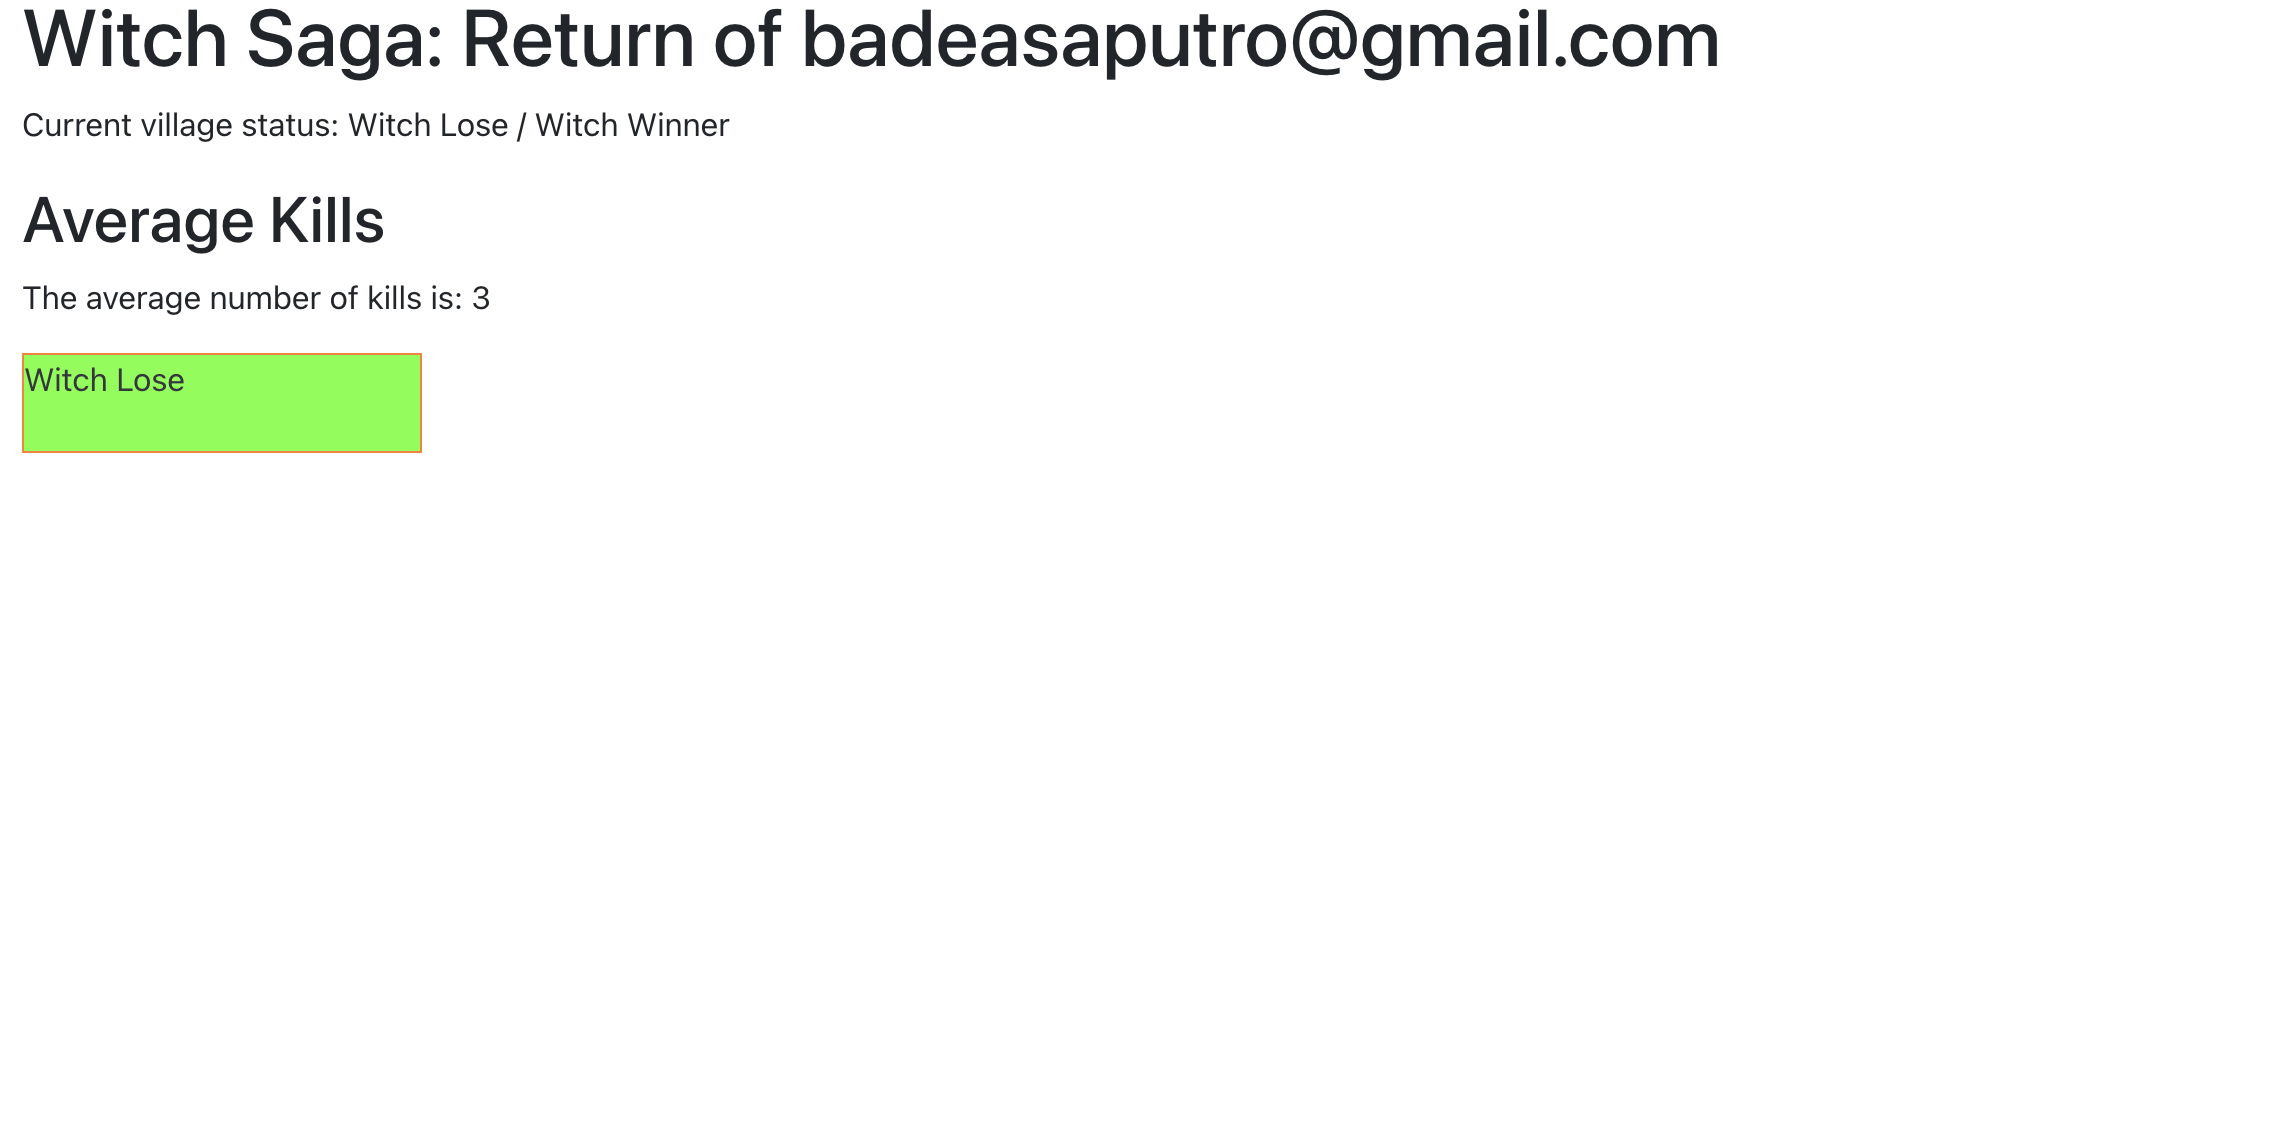 Witch Saga: Return of badeasaputro@gmail.com
Current village status: Witch Lose / Witch Winner
Average Kills
The average number of kills is: 3
Witch Lose